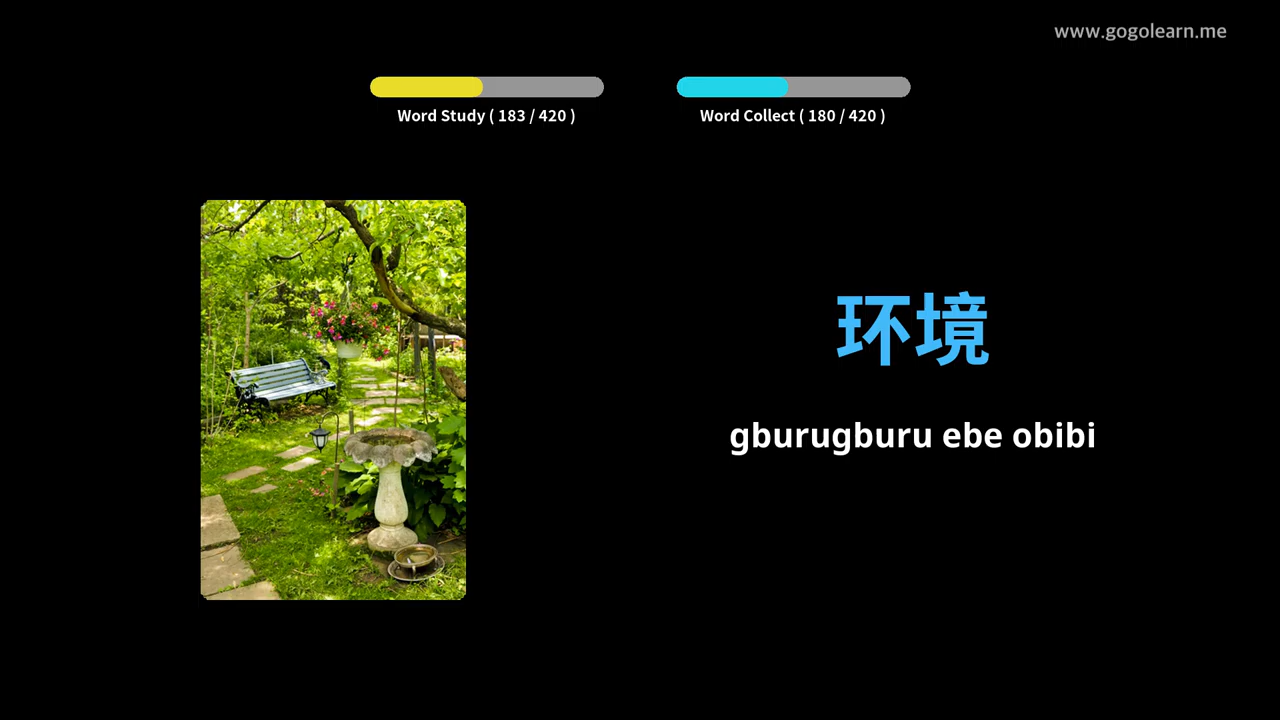 www.gogolearn.me
Word Study ( 183 / 420 )
Word Collect ( 180 / 420 )
环境
gburugburu ebe obibi